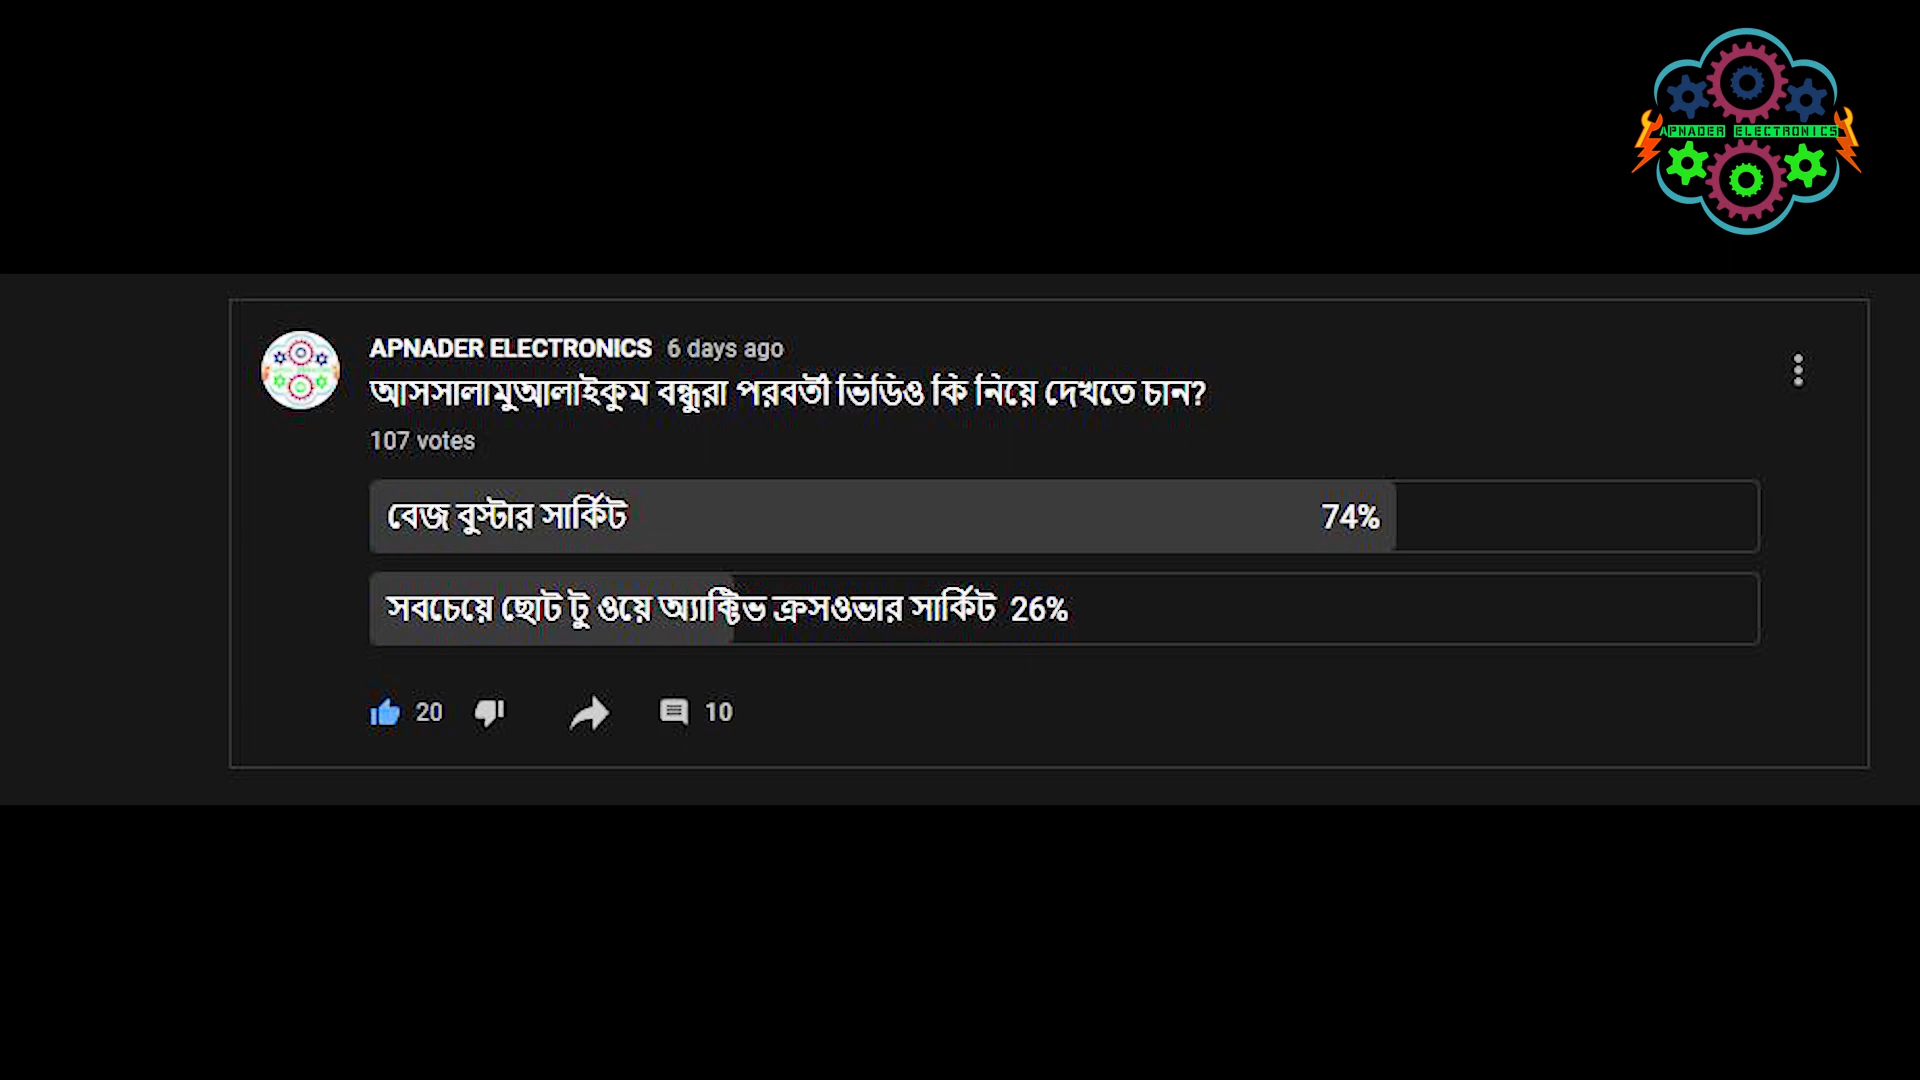 APNADER ELECTRONICS
APNADER ELECTRONICS 6 days ago
আসসালামুআলাইকুম বন্ধুরা পরবর্তী ভিডিও কি নিয়ে দেখতে চান?
107 votes
বেজ বুস্টার সার্কিট 74%
সবচেয়ে ছোট টু ওয়ে অ্যাক্টিভ ক্রসওভার সার্কিট 26%
20 10